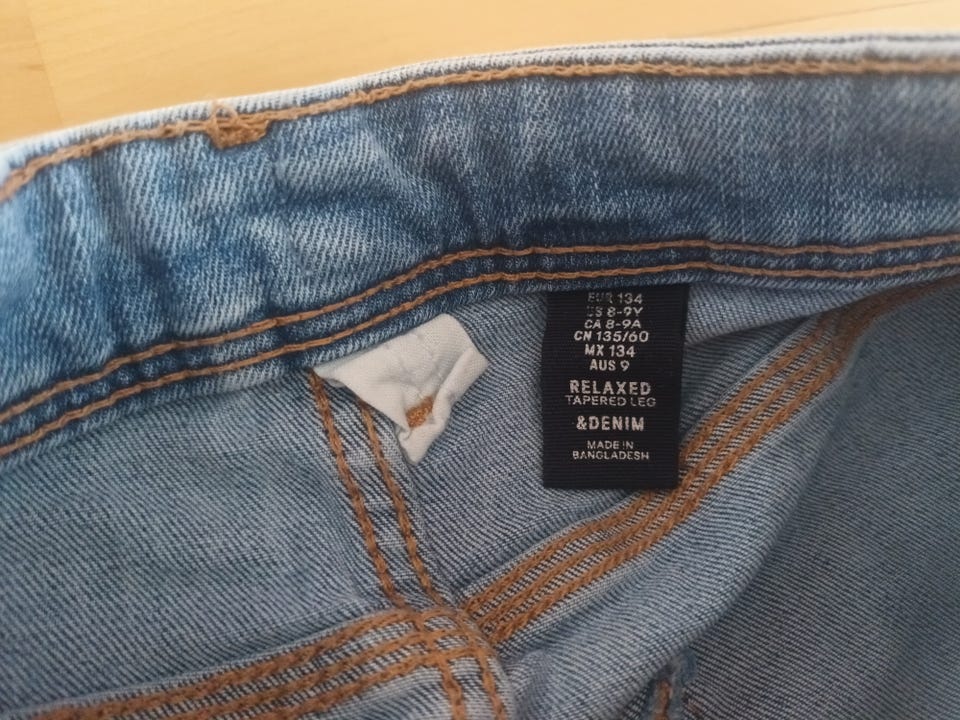 EUR 134
US 8-9Y
CA 8-9A
CN 135/60
MX 134
AUS 9
RELAXED
TAPERED LEG
&DENIM
MADE IN
BANGLADESH